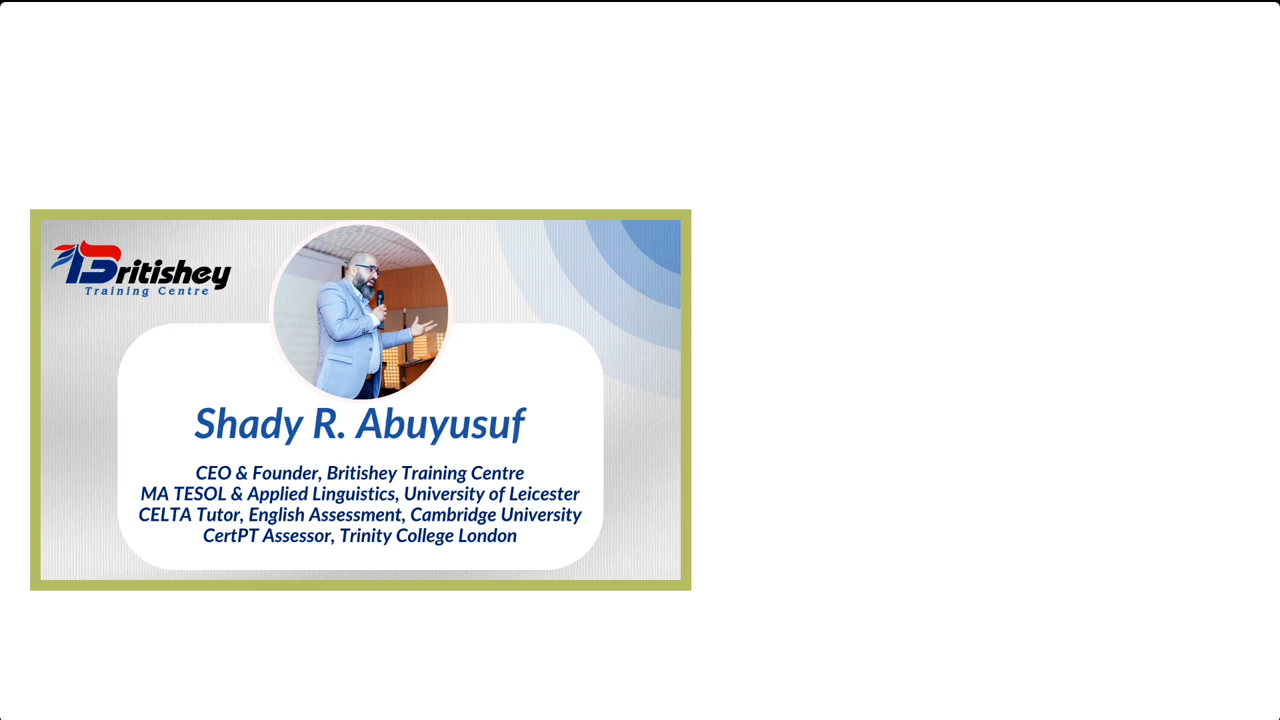 Britishey
Training Centre
Shady R. Abuyusuf
CEO & Founder, Britishey Training Centre
MA TESOL & Applied Linguistics, University of Leicester
CELTA Tutor, English Assessment, Cambridge University
CertPT Assessor, Trinity College London